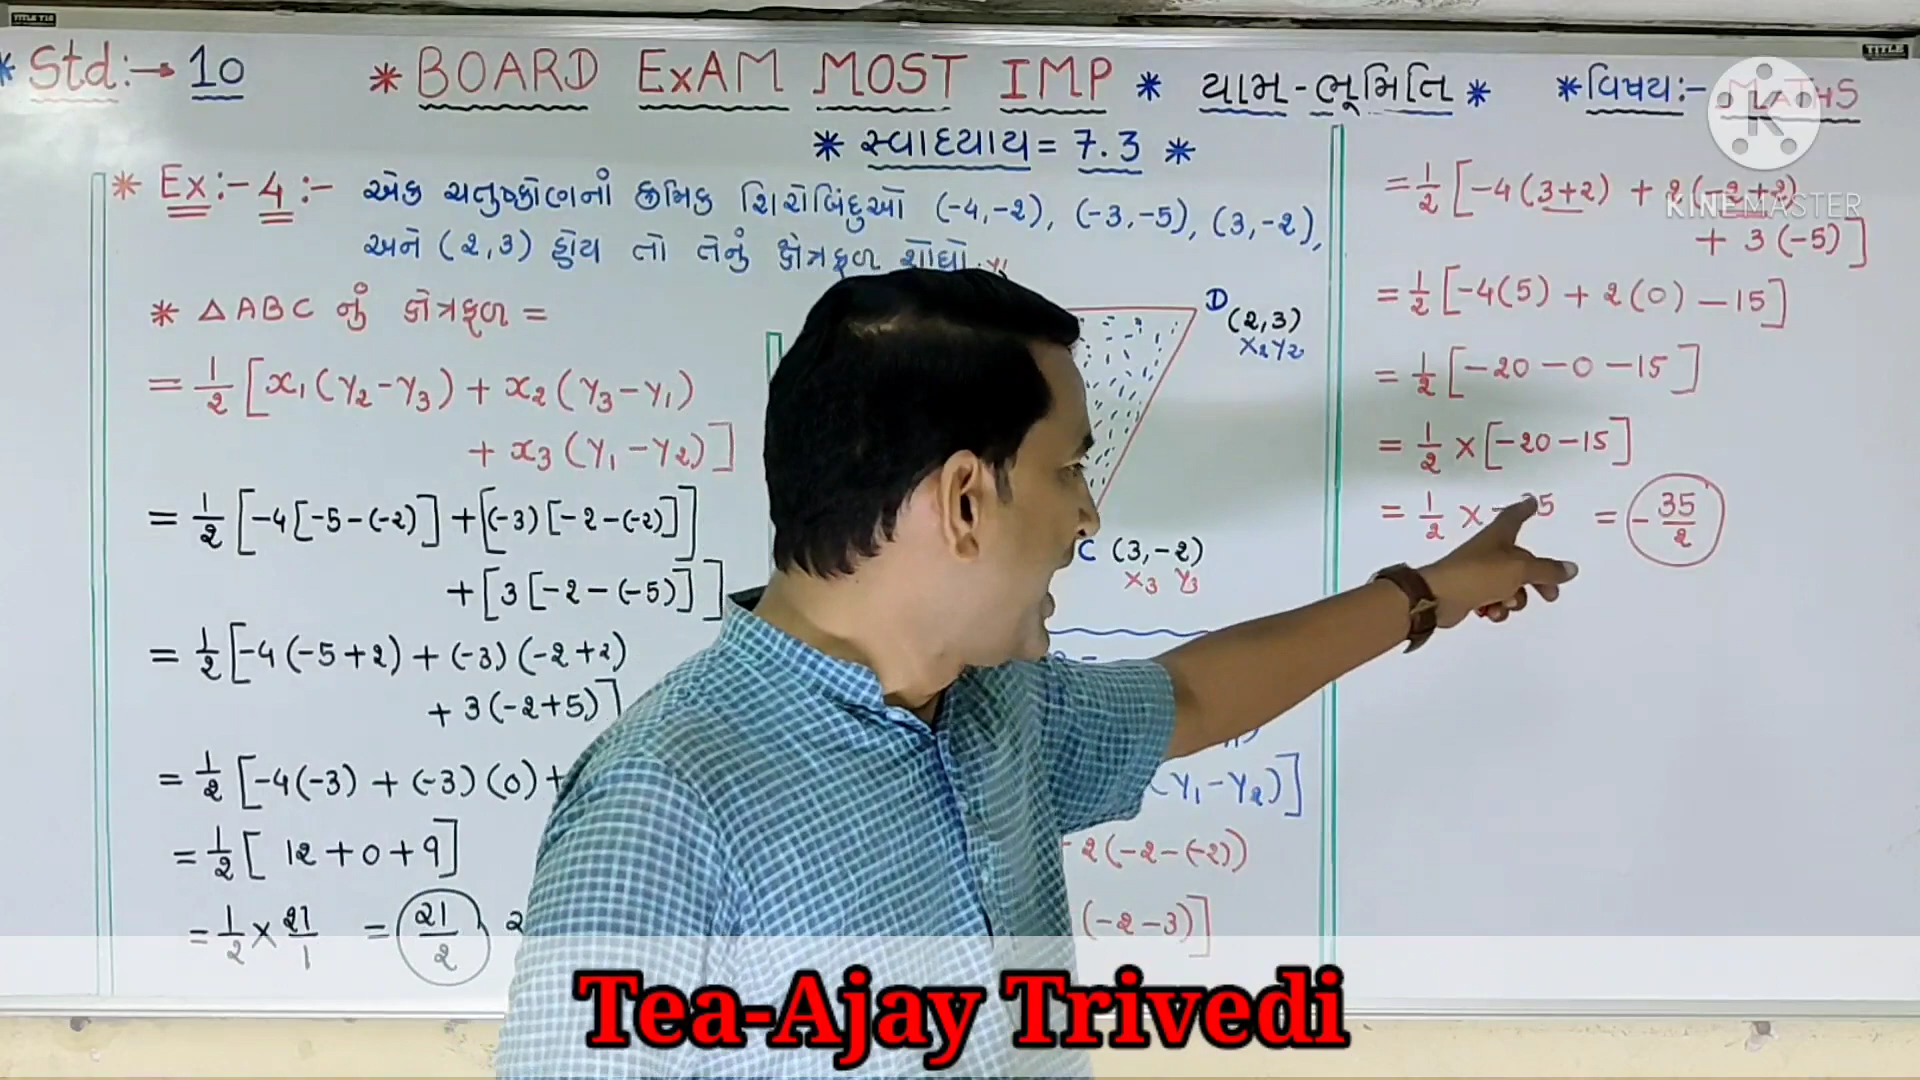 * Std:→ 10 * BOARD EXAM MOST IMP * યામ-ભૂમિતિ * *વિષય:- MATHS
* સ્વાધ્યાય = 7.3 *
* Ex:- 4 :- એક ચતુષ્કોણનાં ક્રમિક શિરોબિંદુઓ (-4,-2), (-3,-5), (3,-2),
અને (2,3) હોય તો તેનું ક્ષેત્રફળ શોધો.
* △ABC નું ક્ષેત્રફળ =
= 1/2 [x₁(Y₂-Y₃) + x₂(Y₃-Y₁)
+ x₃(Y₁-Y₂)]
= 1/2 [-4[-5-(-2)] + [(-3)[-2-(-2)]]
+ [3[-2-(-5)]]
= 1/2 [-4(-5+2) + (-3)(-2+2)
+ 3(-2+5)]
= 1/2 [-4(-3) + (-3)(0) +
= 1/2 [12+0+9]
= 1/2 × 21/1 = 21/2
D (2,3)
X₂Y₂
C (3,-2)
X₃ Y₃
(Y₁-Y₂)]
2(-2-(-2))
(-2-3)]
= 1/2 [-4(3+2) + 2(-2+2)
+ 3(-5)]
= 1/2 [-4(5) + 2(0) -15]
= 1/2 [-20-0-15]
= 1/2 × [-20-15]
= 1/2 × -35 = -35/2
KINEMASTER
Tea-Ajay Trivedi